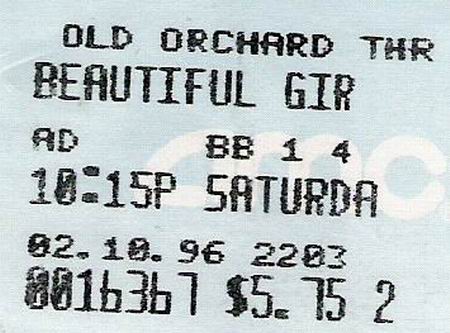 OLD ORCHARD THR
BEAUTIFUL GIR
AD BB 1 4
amc
10:15P SATURDA
02.10.96 2203
0016367 $5.75 2